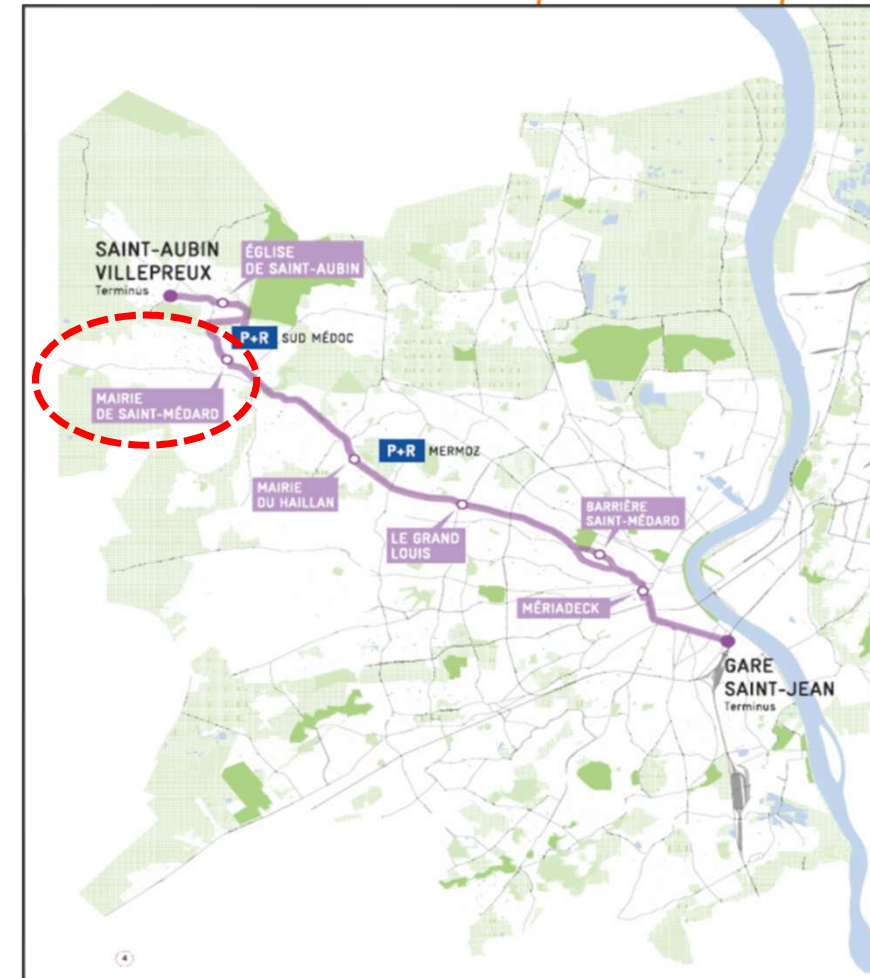 SAINT-AUBIN
VILLEPREUX
Terminus
ÉGLISE
DE SAINT-AUBIN
P+R SUD MÉDOC
MAIRIE
DE SAINT-MÉDARD
P+R MERMOZ
MAIRIE
DU HAILLAN
LE GRAND
LOUIS
BARRIÈRE
SAINT-MÉDARD
MÉRIADECK
GARE
SAINT-JEAN
Terminus
4